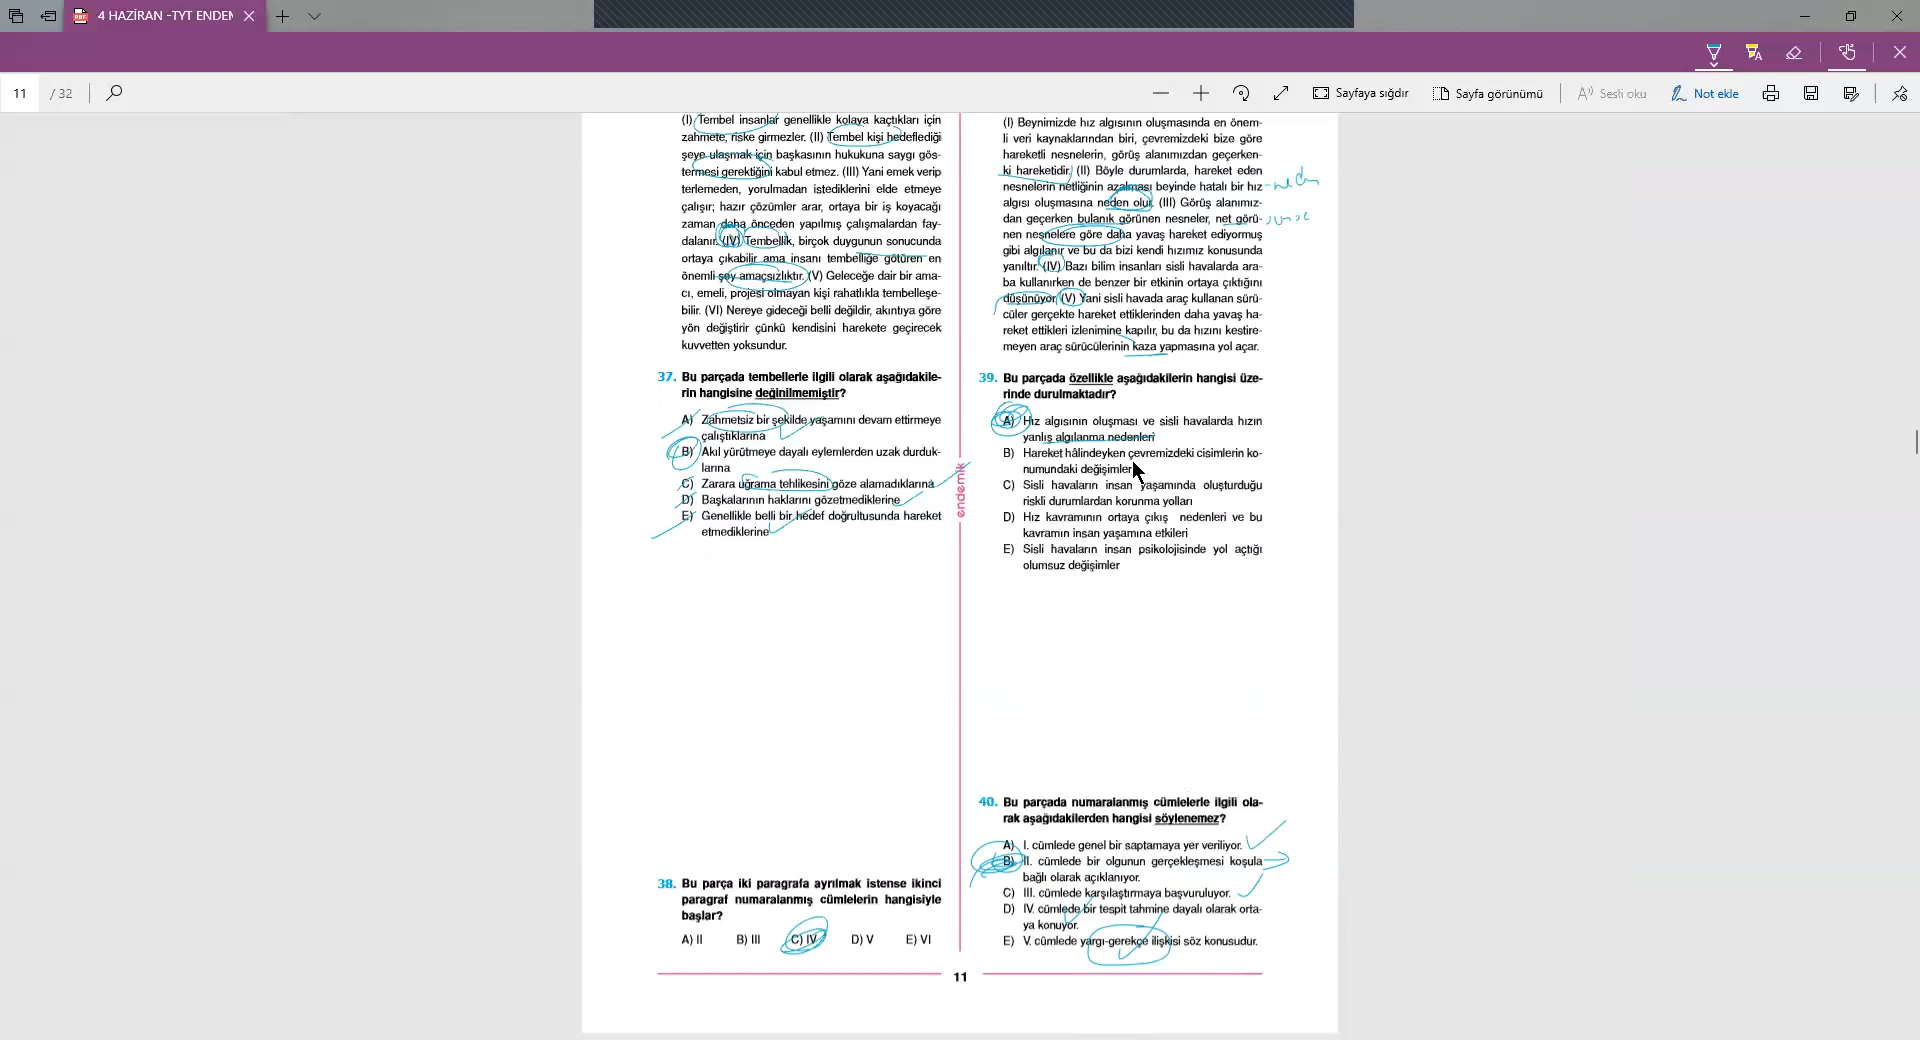 4 HAZİRAN -TYT ENDEM
11 / 32
Sayfaya sığdır
Sayfa görünümü
Sesli oku
Not ekle
(I) Tembel insanlar genellikle kolaya kaçtıkları için
zahmete, riske girmezler. (II) Tembel kişi hedeflediği
şeye ulaşmak için başkasının hukukuna saygı gös-
termesi gerektiğini kabul etmez. (III) Yani emek verip
terlemeden, yorulmadan istediklerini elde etmeye
çalışır; hazır çözümler arar, ortaya bir iş koyacağı
zaman daha önceden yapılmış çalışmalardan fay-
dalanır. (IV) Tembellik, birçok duygunun sonucunda
ortaya çıkabilir ama insanı tembelliğe götüren en
önemli şey amaçsızlıktır. (V) Geleceğe dair bir ama-
cı, emeli, projesi olmayan kişi rahatlıkla tembelleşe-
bilir. (VI) Nereye gideceği belli değildir, akıntıya göre
yön değiştirir çünkü kendisini harekete geçirecek
kuvvetten yoksundur.
37. Bu parçada tembellerle ilgili olarak aşağıdakile-
rin hangisine değinilmemiştir?
A) Zahmetsiz bir şekilde yaşamını devam ettirmeye
çalıştıklarına
B) Akıl yürütmeye dayalı eylemlerden uzak durduk-
larına
C) Zarara uğrama tehlikesini göze alamadıklarına
D) Başkalarının haklarını gözetmediklerine
E) Genellikle belli bir hedef doğrultusunda hareket
etmediklerine
38. Bu parça iki paragrafa ayrılmak istense ikinci
paragraf numaralanmış cümlelerin hangisiyle
başlar?
A) II B) III C) IV D) V E) VI
endemik
(I) Beynimizde hız algısının oluşmasında en önem-
li veri kaynaklarından biri, çevremizdeki bize göre
hareketli nesnelerin, görüş alanımızdan geçerken-
ki hareketidir. (II) Böyle durumlarda, hareket eden
nesnelerin netliğinin azalması beyinde hatalı bir hız
algısı oluşmasına neden olur. (III) Görüş alanımız-
dan geçerken bulanık görünen nesneler, net görü-
nen nesnelere göre daha yavaş hareket ediyormuş
gibi algılanır ve bu da bizi kendi hızımız konusunda
yanıltır. (IV) Bazı bilim insanları sisli havalarda ara-
ba kullanırken de benzer bir etkinin ortaya çıktığını
düşünüyor. (V) Yani sisli havada araç kullanan sürü-
cüler gerçekte hareket ettiklerinden daha yavaş ha-
reket ettikleri izlenimine kapılır, bu da hızını kestire-
meyen araç sürücülerinin kaza yapmasına yol açar.
neden
39. Bu parçada özellikle aşağıdakilerin hangisi üze-
rinde durulmaktadır?
A) Hız algısının oluşması ve sisli havalarda hızın
yanlış algılanma nedenleri
B) Hareket hâlindeyken çevremizdeki cisimlerin ko-
numundaki değişimler
C) Sisli havaların insan yaşamında oluşturduğu
riskli durumlardan korunma yolları
D) Hız kavramının ortaya çıkış nedenleri ve bu
kavramın insan yaşamına etkileri
E) Sisli havaların insan psikolojisinde yol açtığı
olumsuz değişimler
40. Bu parçada numaralanmış cümlelerle ilgili ola-
rak aşağıdakilerden hangisi söylenemez?
A) I. cümlede genel bir saptamaya yer veriliyor.
B) II. cümlede bir olgunun gerçekleşmesi koşula
bağlı olarak açıklanıyor.
C) III. cümlede karşılaştırmaya başvuruluyor.
D) IV. cümlede bir tespit tahmine dayalı olarak orta-
ya konuyor.
E) V. cümlede yargı-gerekçe ilişkisi söz konusudur.
11